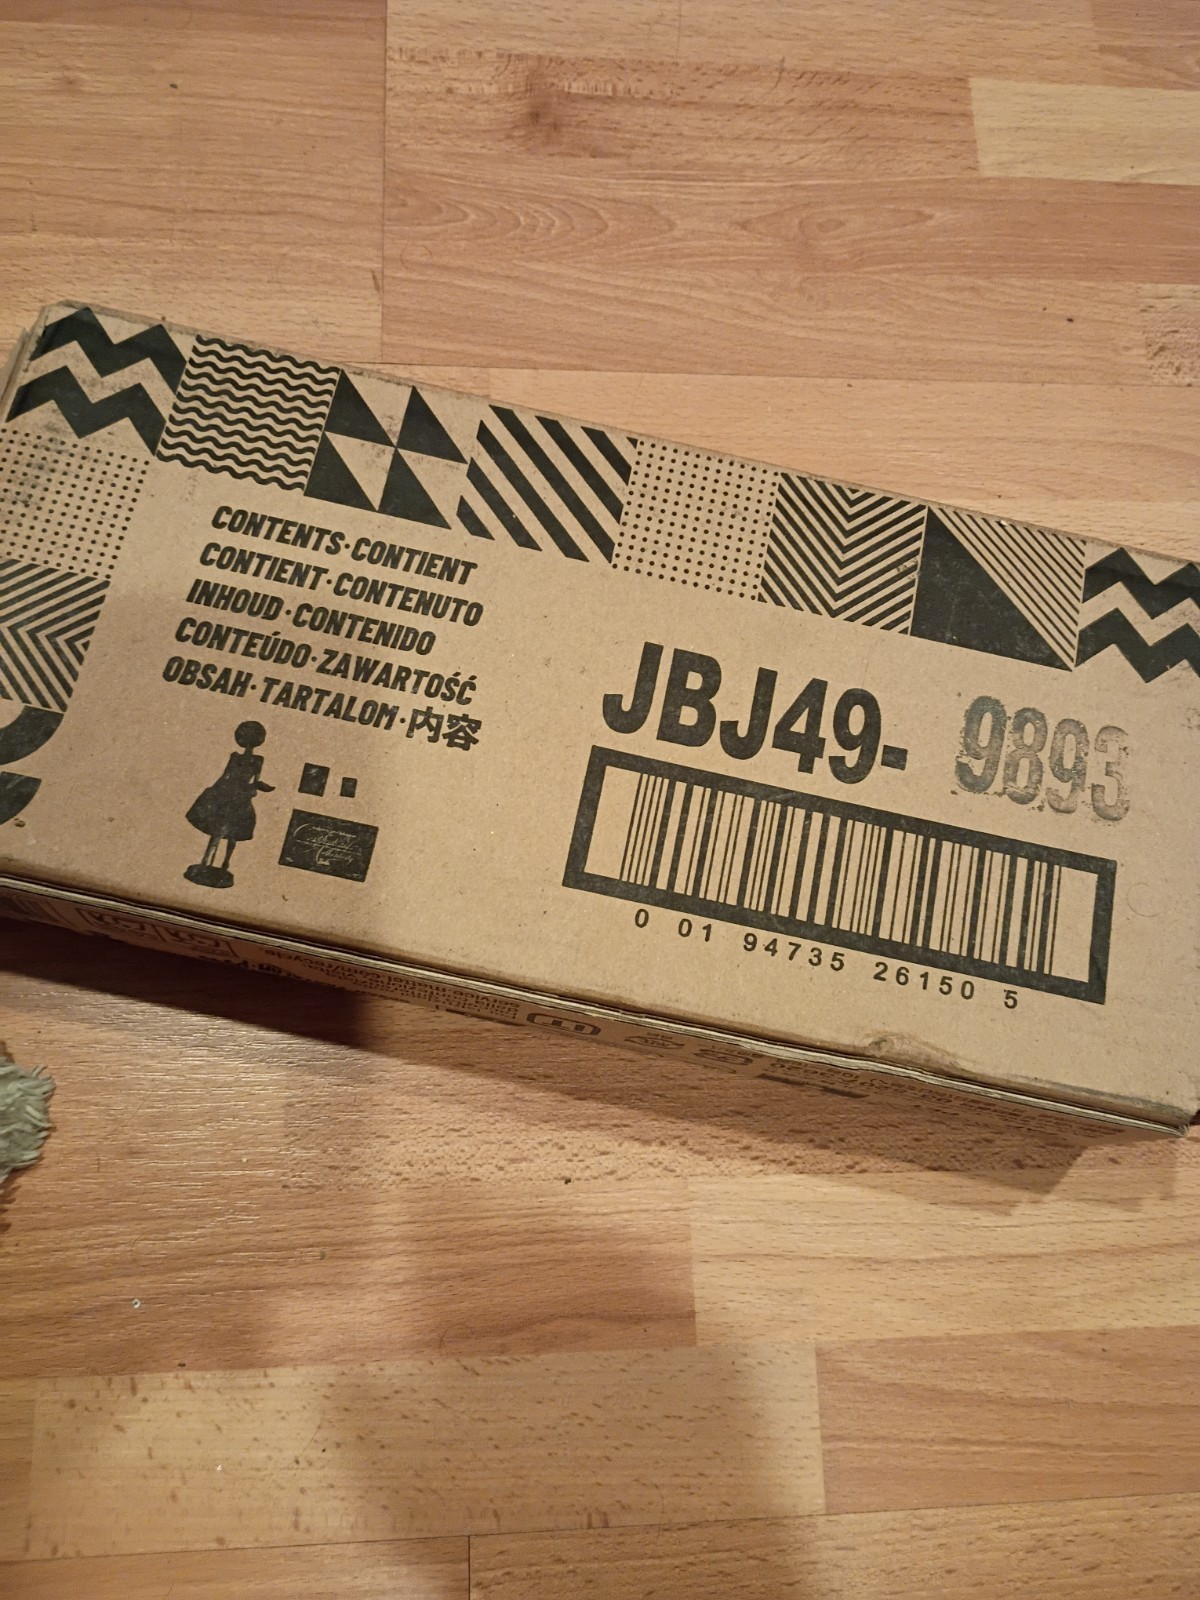 CONTENTS·CONTIENT
CONTIENT·CONTENUTO
INHOUD·CONTENIDO
CONTEÚDO·ZAWARTOŚĆ
OBSAH·TARTALOM·内容
JBJ49- 9893
0 01 94735 26150 5